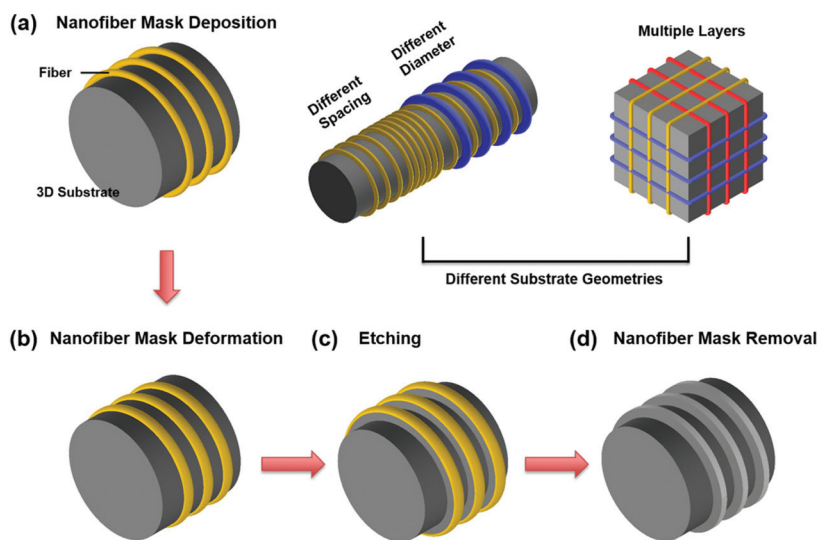 (a) Nanofiber Mask Deposition
Fiber
3D Substrate
Different
Spacing
Different
Diameter
Multiple Layers
Different Substrate Geometries
(b) Nanofiber Mask Deformation
(c) Etching
(d) Nanofiber Mask Removal